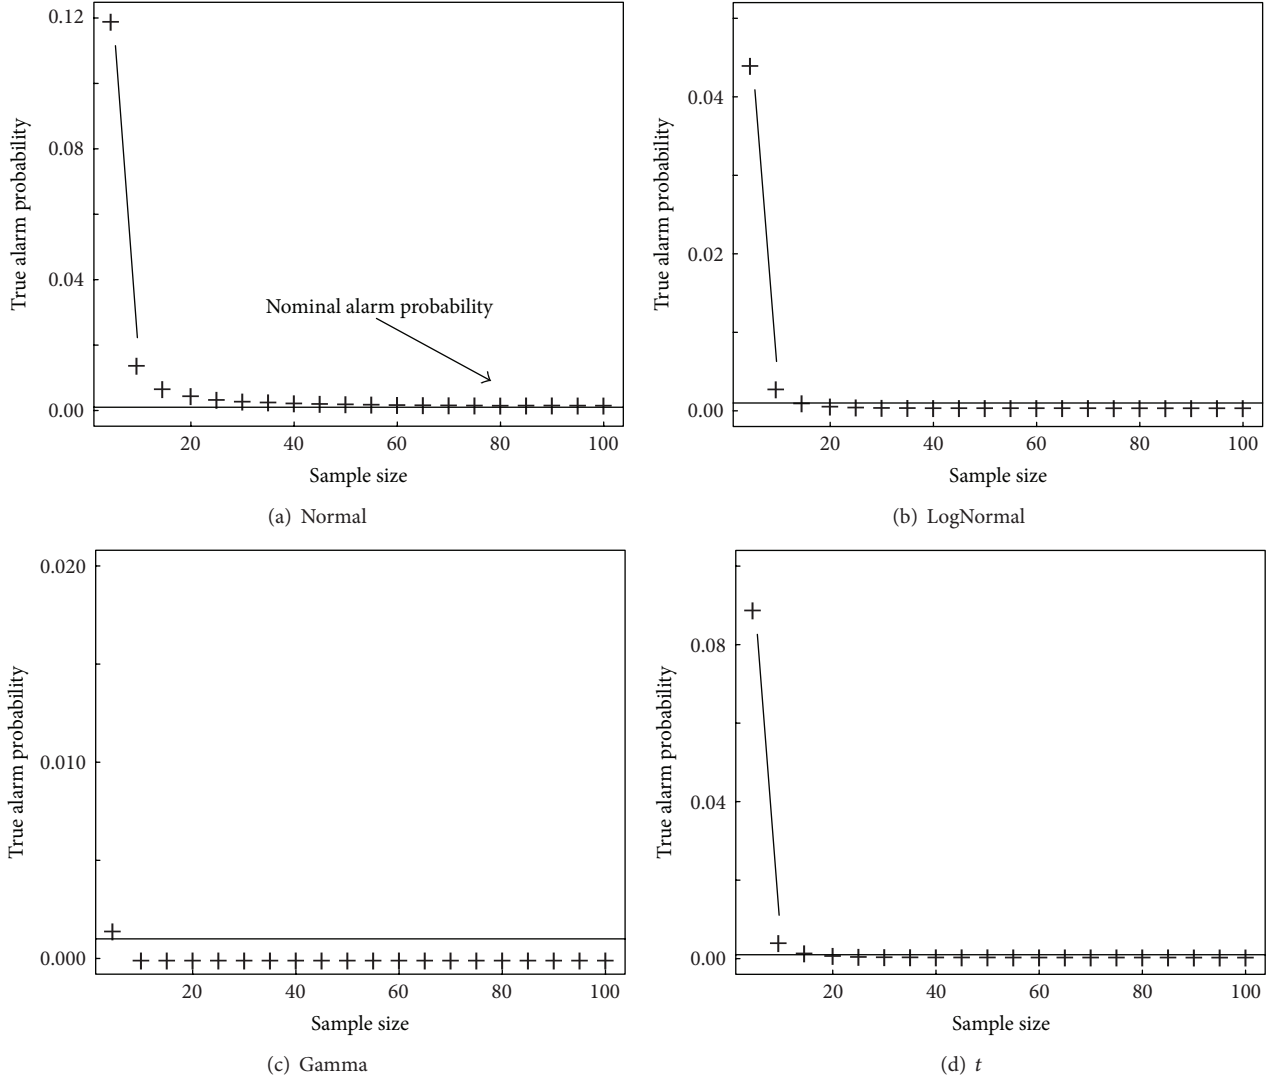 0.12
0.08
0.04
0.00
True alarm probability
Nominal alarm probability
20 40 60 80 100
Sample size
(a) Normal
0.04
0.02
0.00
True alarm probability
20 40 60 80 100
Sample size
(b) LogNormal
0.020
0.010
0.000
True alarm probability
20 40 60 80 100
Sample size
(c) Gamma
0.08
0.04
0.00
True alarm probability
20 40 60 80 100
Sample size
(d) t